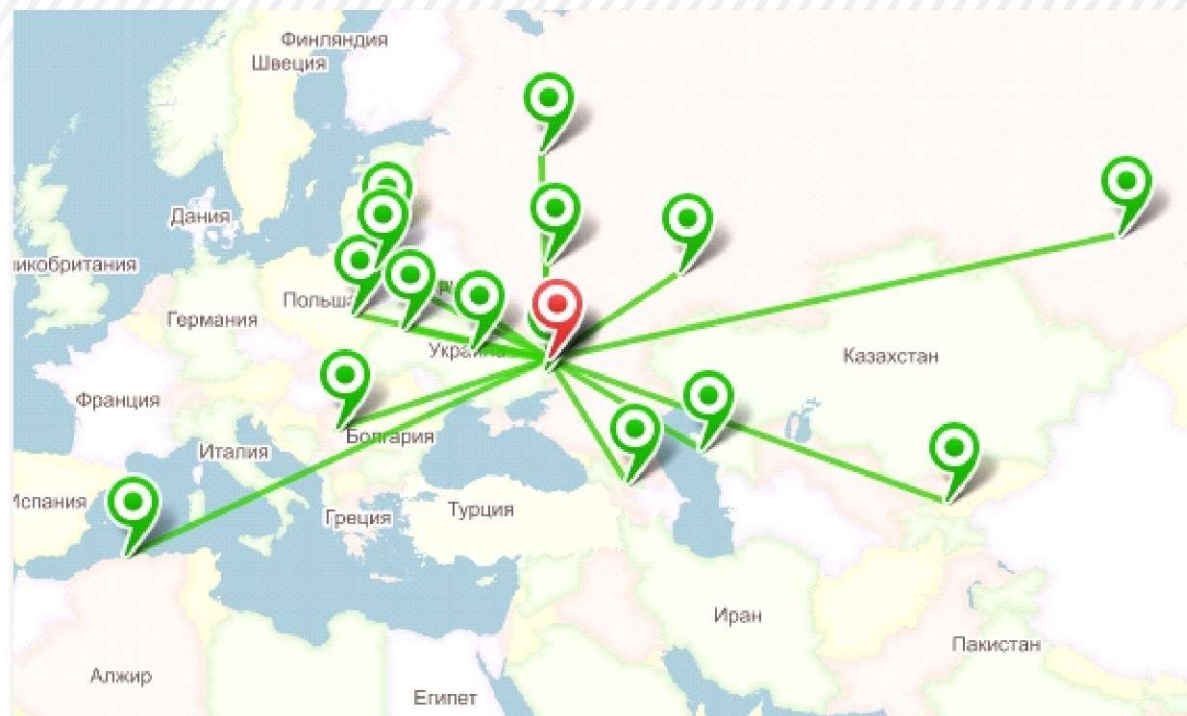 Финляндия
Швеция
Дания
икобритания
Польша
Германия
Украина
Казахстан
Франция
Болгария
Италия
Испания
Греция
Турция
Иран
Пакистан
Алжир
Египет